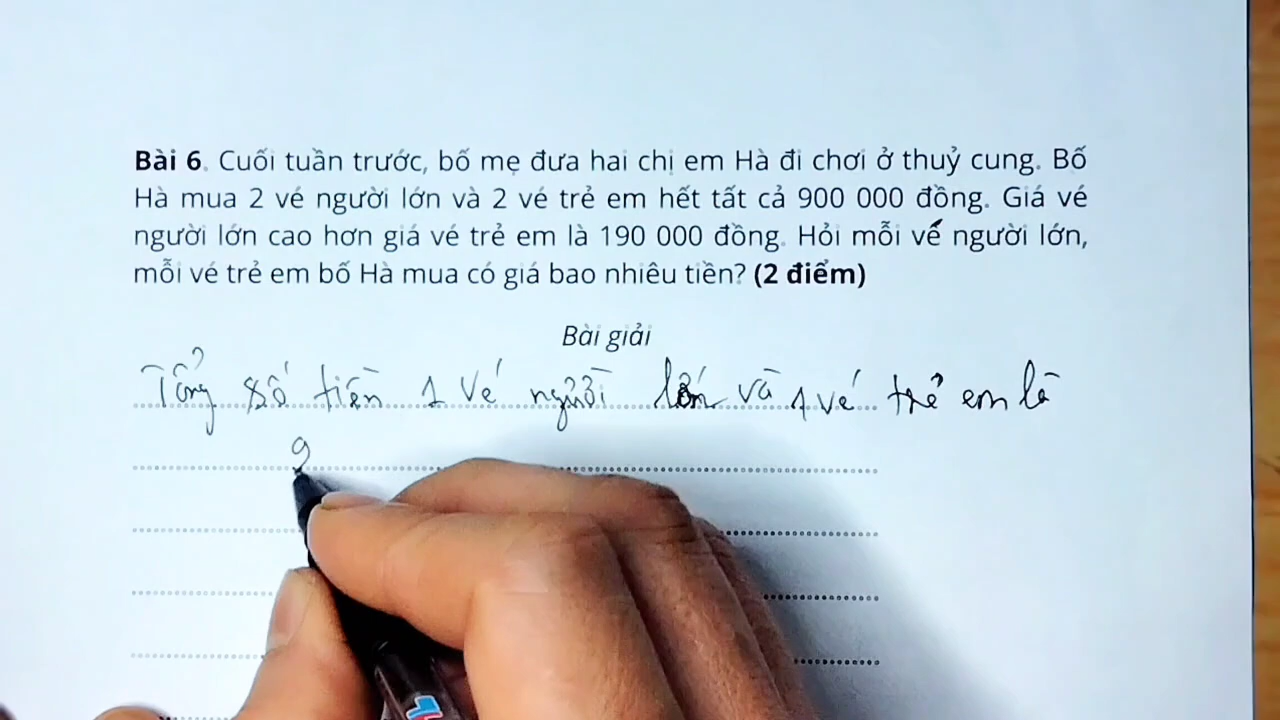 Bài 6. Cuối tuần trước, bố mẹ đưa hai chị em Hà đi chơi ở thuỷ cung. Bố
Hà mua 2 vé người lớn và 2 vé trẻ em hết tất cả 900 000 đồng. Giá vé
người lớn cao hơn giá vé trẻ em là 190 000 đồng. Hỏi mỗi vế người lớn,
mỗi vé trẻ em bố Hà mua có giá bao nhiêu tiền? (2 điểm)
Bài giải
Tổng số tiền 1 vé người lớn và 1 vé trẻ em là
9